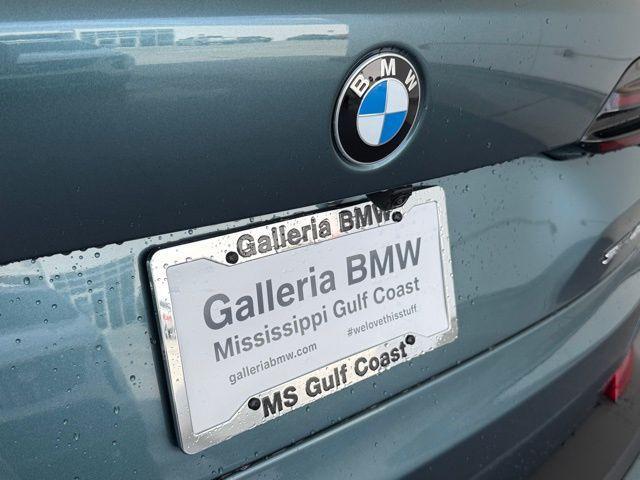 BMW
Galleria BMW
Galleria BMW
Mississippi Gulf Coast
galleriabmw.com #welovethisstuff
MS Gulf Coast